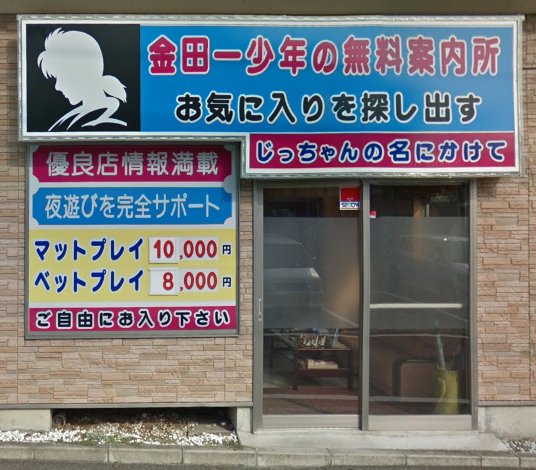 金田一少年の無料案内所
お気に入りを探し出す
じっちゃんの名にかけて
優良店情報満載
夜遊びを完全サポート
マットプレイ 10,000円
ベットプレイ 8,000円
ご自由にお入り下さい
SECOM